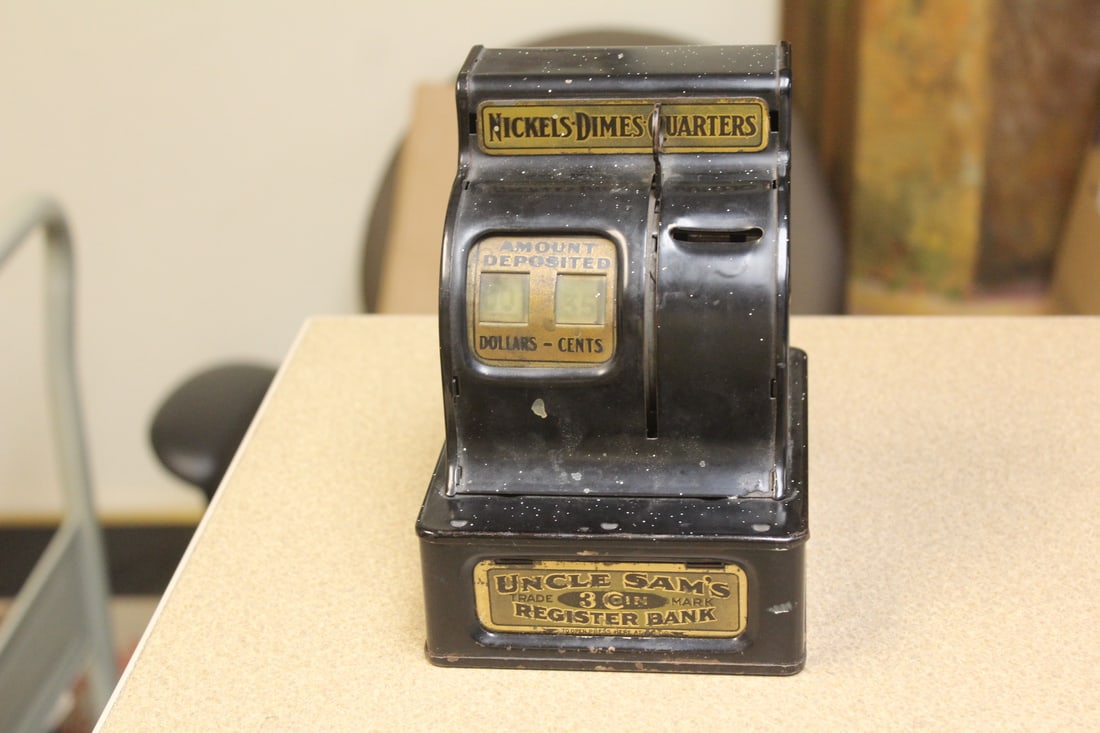 NICKELS·DIMES·QUARTERS
AMOUNT
DEPOSITED
35
DOLLARS - CENTS
UNCLE SAM'S
TRADE 3 COIN MARK
REGISTER BANK